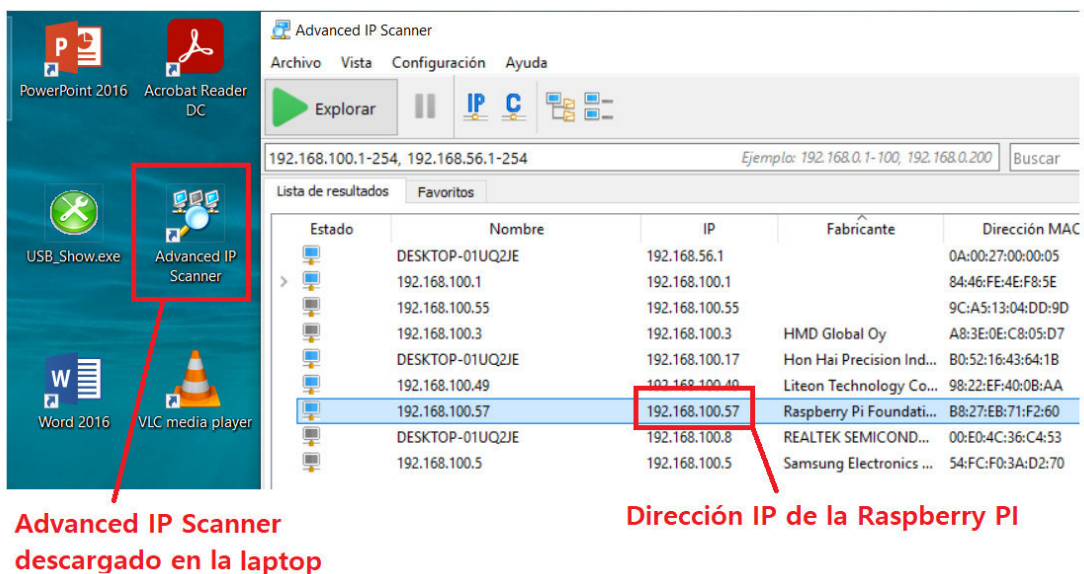 PowerPoint 2016
Acrobat Reader
DC
USB_Show.exe
Advanced IP
Scanner
Word 2016
VLC media player
Advanced IP Scanner
Archivo Vista Configuración Ayuda
Explorar IP C
192.168.100.1-254, 192.168.56.1-254 Ejemplo: 192.168.0.1-100, 192.168.0.200 Buscar
Lista de resultados Favoritos
Estado Nombre IP Fabricante Dirección MAC
DESKTOP-01UQ2JE 192.168.56.1 0A:00:27:00:00:05
192.168.100.1 192.168.100.1 84:46:FE:4E:F8:5E
192.168.100.55 192.168.100.55 9C:A5:13:04:DD:9D
192.168.100.3 192.168.100.3 HMD Global Oy A8:3E:0E:C8:05:D7
DESKTOP-01UQ2JE 192.168.100.17 Hon Hai Precision Ind... B0:52:16:43:64:1B
192.168.100.49 192.168.100.49 Liteon Technology Co... 98:22:EF:40:0B:AA
192.168.100.57 192.168.100.57 Raspberry Pi Foundati... B8:27:EB:71:F2:60
DESKTOP-01UQ2JE 192.168.100.8 REALTEK SEMICOND... 00:E0:4C:36:C4:53
192.168.100.5 192.168.100.5 Samsung Electronics ... 54:FC:F0:3A:D2:70
Advanced IP Scanner
descargado en la laptop
Dirección IP de la Raspberry PI